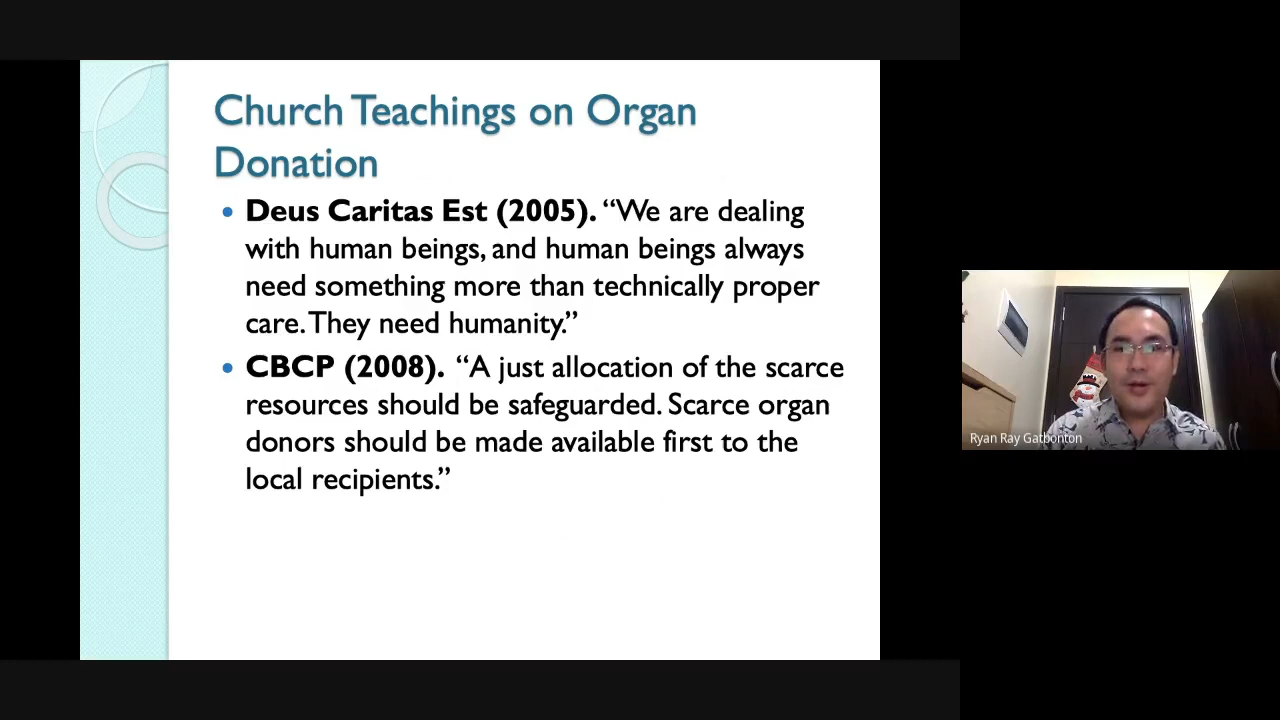 Church Teachings on Organ
Donation
• Deus Caritas Est (2005). “We are dealing
with human beings, and human beings always
need something more than technically proper
care. They need humanity.”
• CBCP (2008). “A just allocation of the scarce
resources should be safeguarded. Scarce organ
donors should be made available first to the
local recipients.”
Ryan Ray Gatbonton